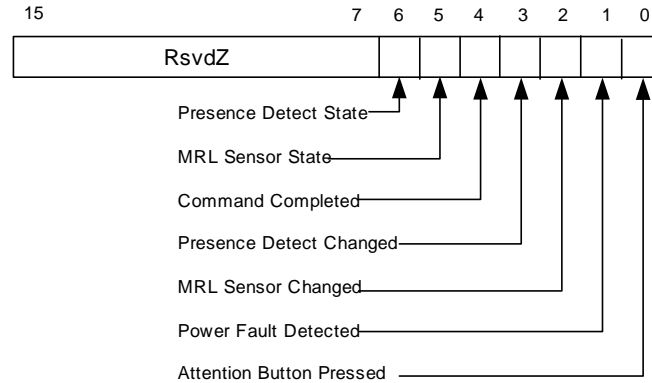 15 7 6 5 4 3 2 1 0
RsvdZ
Presence Detect State
MRL Sensor State
Command Completed
Presence Detect Changed
MRL Sensor Changed
Power Fault Detected
Attention Button Pressed